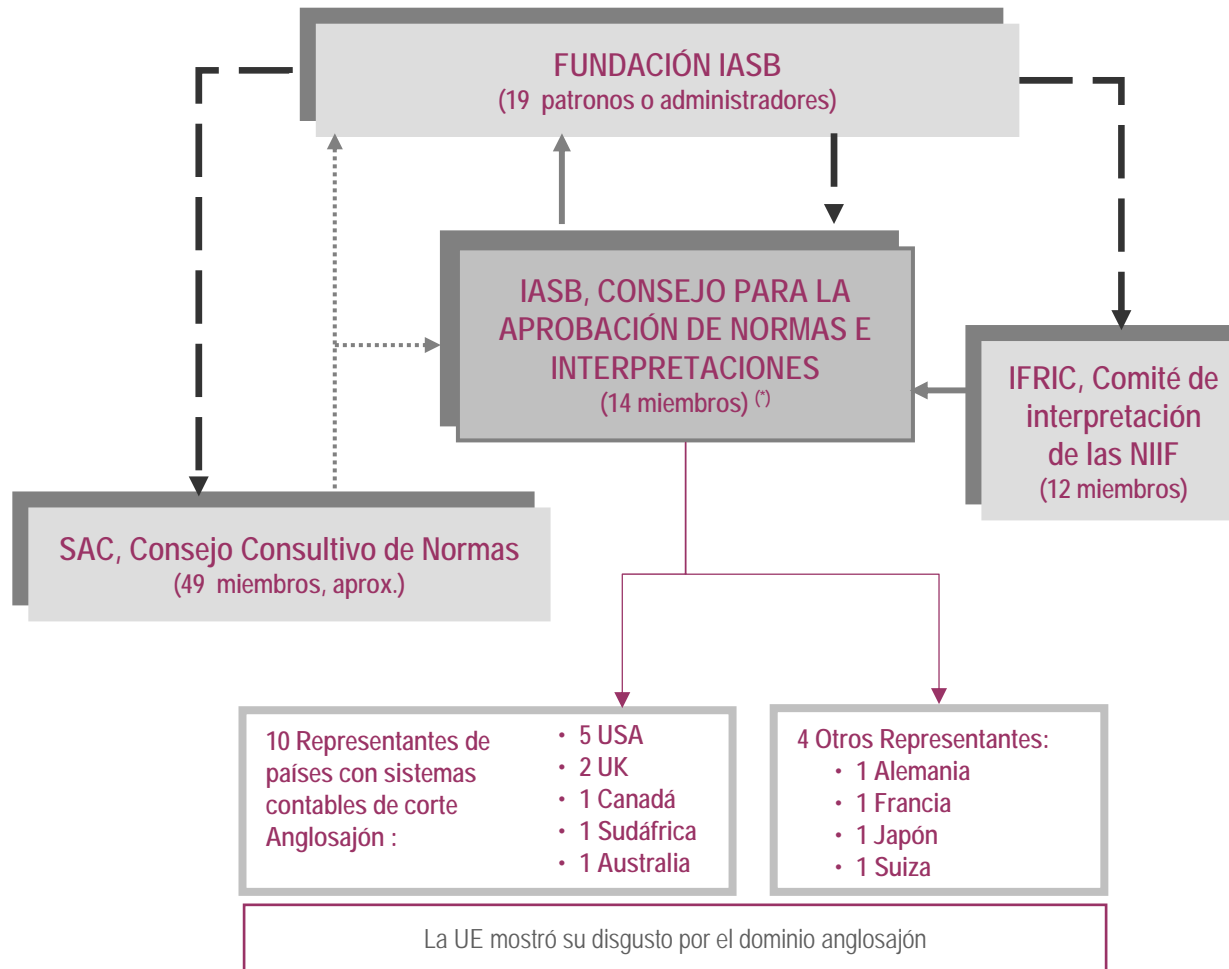 FUNDACIÓN IASB
(19 patronos o administradores)
IASB, CONSEJO PARA LA
APROBACIÓN DE NORMAS E
INTERPRETACIONES
(14 miembros) (*)
IFRIC, Comité de
interpretación
de las NIIF
(12 miembros)
SAC, Consejo Consultivo de Normas
(49 miembros, aprox.)
10 Representantes de
países con sistemas
contables de corte
Anglosajón :
• 5 USA
• 2 UK
• 1 Canadá
• 1 Sudáfrica
• 1 Australia
4 Otros Representantes:
• 1 Alemania
• 1 Francia
• 1 Japón
• 1 Suiza
La UE mostró su disgusto por el dominio anglosajón